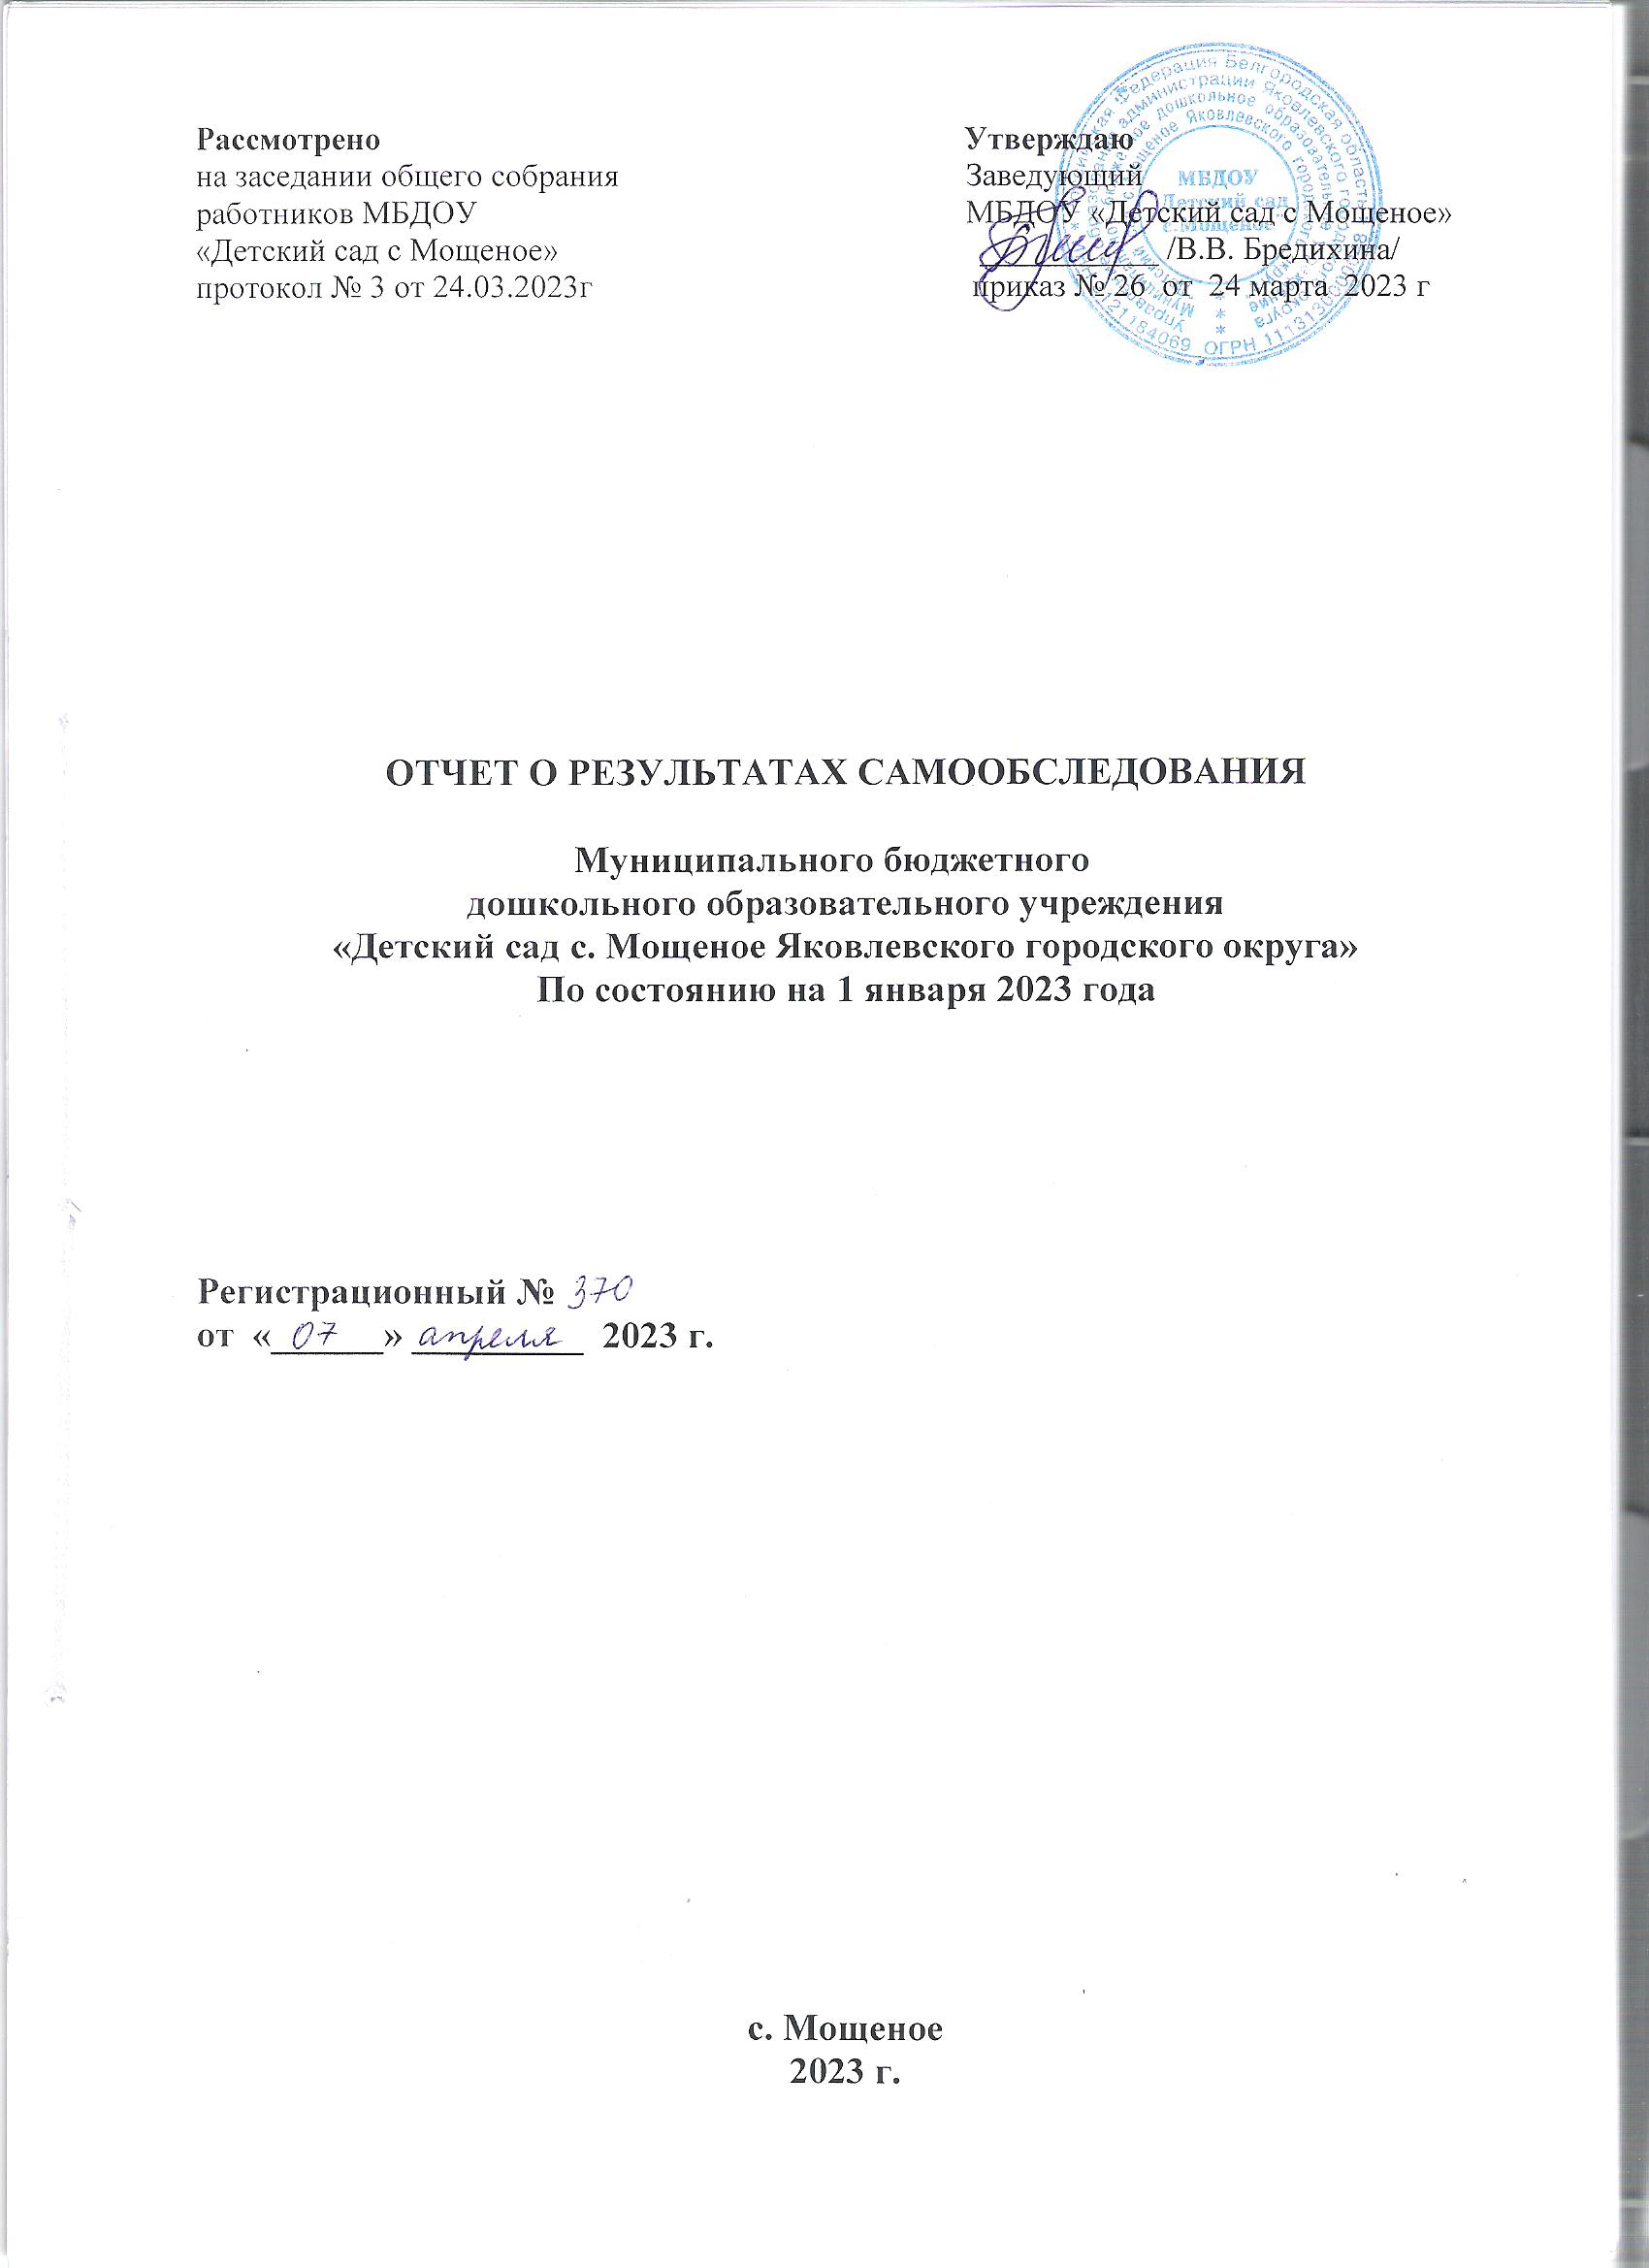 Рассмотрено
на заседании общего собрания
работников МБДОУ
«Детский сад с Мощеное»
протокол № 3 от 24.03.2023г
Утверждаю
Заведующий
МБДОУ «Детский сад с Мощеное»
/В.В. Бредихина/
приказ № 26 от 24 марта 2023 г
МБДОУ
Детский сад
с.Мощеное
ОТЧЕТ О РЕЗУЛЬТАТАХ САМООБСЛЕДОВАНИЯ
Муниципального бюджетного
дошкольного образовательного учреждения
«Детский сад с. Мощеное Яковлевского городского округа»
По состоянию на 1 января 2023 года
Регистрационный № 370
от «07» апреля 2023 г.
с. Мощеное
2023 г.